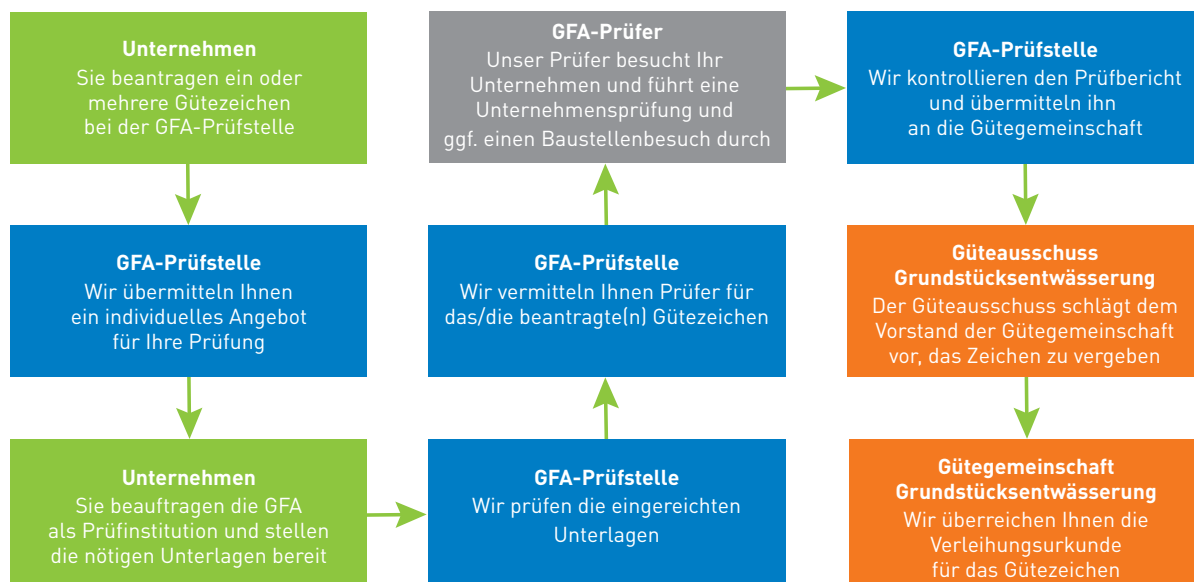 Unternehmen
Sie beantragen ein oder
mehrere Gütezeichen
bei der GFA-Prüfstelle
GFA-Prüfstelle
Wir übermitteln Ihnen
ein individuelles Angebot
für Ihre Prüfung
Unternehmen
Sie beauftragen die GFA
als Prüfinstitution und stellen
die nötigen Unterlagen bereit
GFA-Prüfstelle
Wir prüfen die eingereichten
Unterlagen
GFA-Prüfstelle
Wir vermitteln Ihnen Prüfer für
das/die beantragte(n) Gütezeichen
GFA-Prüfer
Unser Prüfer besucht Ihr
Unternehmen und führt eine
Unternehmensprüfung und
ggf. einen Baustellenbesuch durch
GFA-Prüfstelle
Wir kontrollieren den Prüfbericht
und übermitteln ihn
an die Gütegemeinschaft
Güteausschuss
Grundstücksentwässerung
Der Güteausschuss schlägt dem
Vorstand der Gütegemeinschaft
vor, das Zeichen zu vergeben
Gütegemeinschaft
Grundstücksentwässerung
Wir überreichen Ihnen die
Verleihungsurkunde
für das Gütezeichen